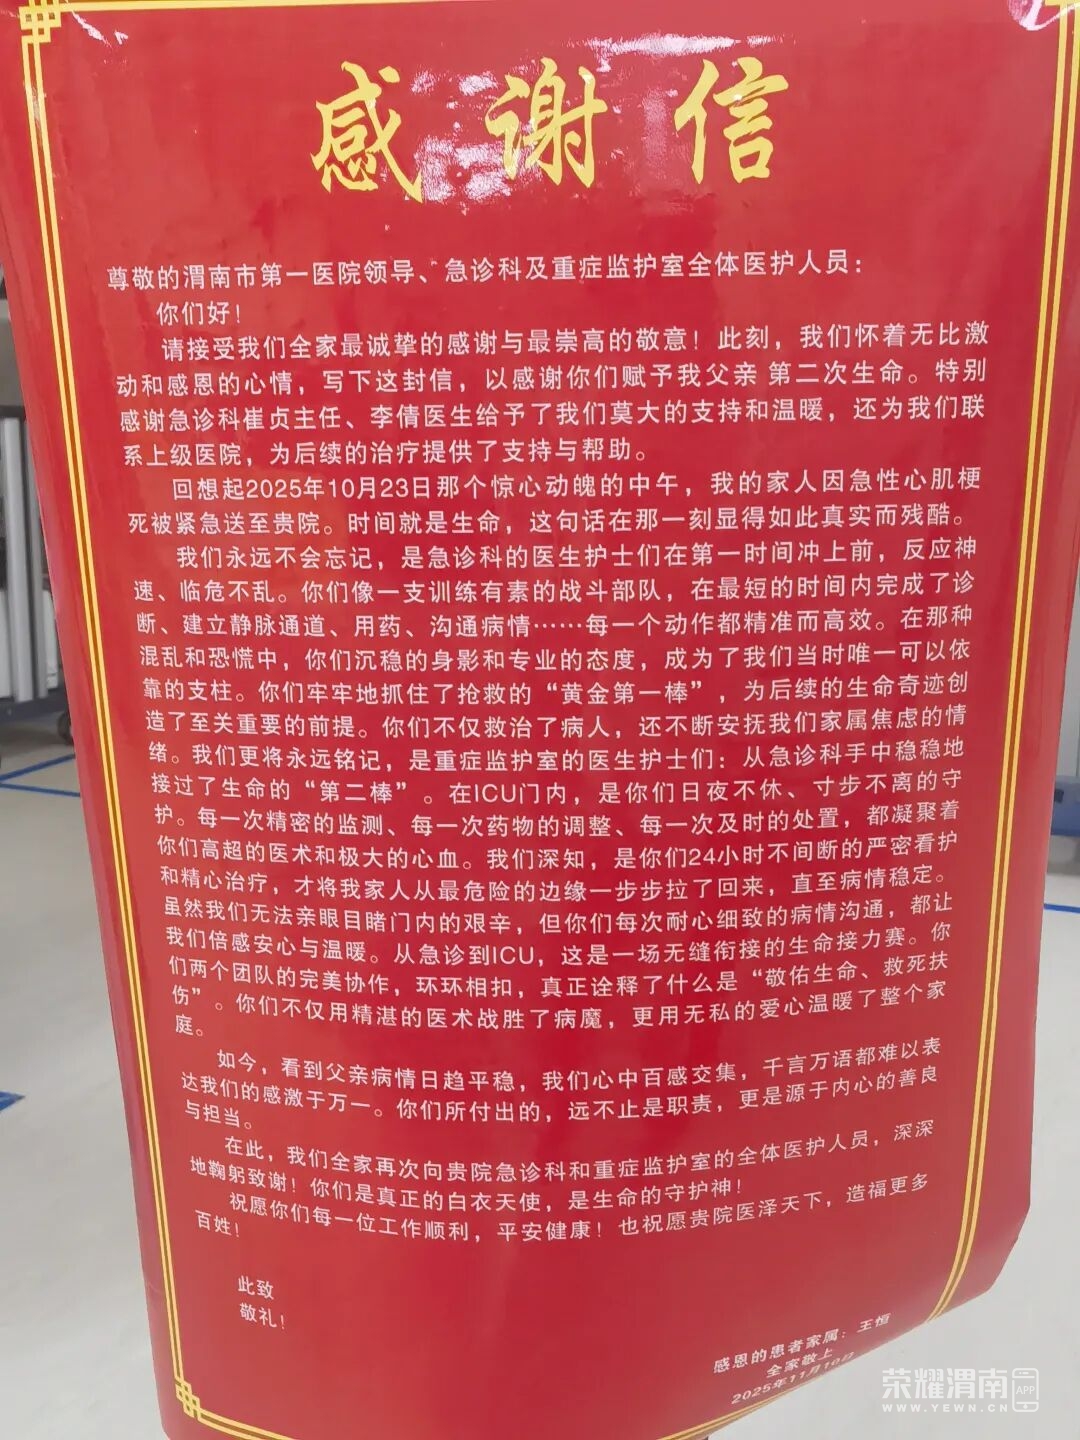 感谢信
尊敬的渭南市第一医院领导、急诊科及重症监护室全体医护人员：
你们好！
请接受我们全家最诚挚的感谢与最崇高的敬意！此刻，我们怀着无比激
动和感恩的心情，写下这封信，以感谢你们赋予我父亲 第二次生命。特别
感谢急诊科崔贞主任、李倩医生给予了我们莫大的支持和温暖，还为我们联
系上级医院，为后续的治疗提供了支持与帮助。
回想起2025年10月23日那个惊心动魄的中午，我的家人因急性心肌梗
死被紧急送至贵院。时间就是生命，这句话在那一刻显得如此真实而残酷。
我们永远不会忘记，是急诊科的医生护士们在第一时间冲上前，反应神
速、临危不乱。你们像一支训练有素的战斗部队，在最短的时间内完成了诊
断、建立静脉通道、用药、沟通病情……每一个动作都精准而高效。在那种
混乱和恐慌中，你们沉稳的身影和专业的态度，成为了我们当时唯一可以依
靠的支柱。你们牢牢地抓住了抢救的“黄金第一棒”，为后续的生命奇迹创
造了至关重要的前提。你们不仅救治了病人，还不断安抚我们家属焦虑的情
绪。我们更将永远铭记，是重症监护室的医生护士们：从急诊科手中稳稳地
接过了生命的“第二棒”。在ICU门内，是你们日夜不休、寸步不离的守
护。每一次精密的监测、每一次药物的调整、每一次及时的处置，都凝聚着
你们高超的医术和极大的心血。我们深知，是你们24小时不间断的严密看护
和精心治疗，才将我家人从最危险的边缘一步步拉了回来，直至病情稳定。
虽然我们无法亲眼目睹门内的艰辛，但你们每次耐心细致的病情沟通，都让
我们倍感安心与温暖。从急诊到ICU，这是一场无缝衔接的生命接力赛。你
们两个团队的完美协作，环环相扣，真正诠释了什么是“敬佑生命、救死扶
伤”。你们不仅用精湛的医术战胜了病魔，更用无私的爱心温暖了整个家
庭。
如今，看到父亲病情日趋平稳，我们心中百感交集，千言万语都难以表
达我们的感激于万一。你们所付出的，远不止是职责，更是源于内心的善良
与担当。
在此，我们全家再次向贵院急诊科和重症监护室的全体医护人员，深深
地鞠躬致谢！你们是真正的白衣天使，是生命的守护神！
祝愿你们每一位工作顺利，平安健康！也祝愿贵院医泽天下，造福更多
百姓！
此致
敬礼！
感恩的患者家属：王恒
全家敬上
2025年11月10日
荣耀渭南APP
WWW.YEWN.CN